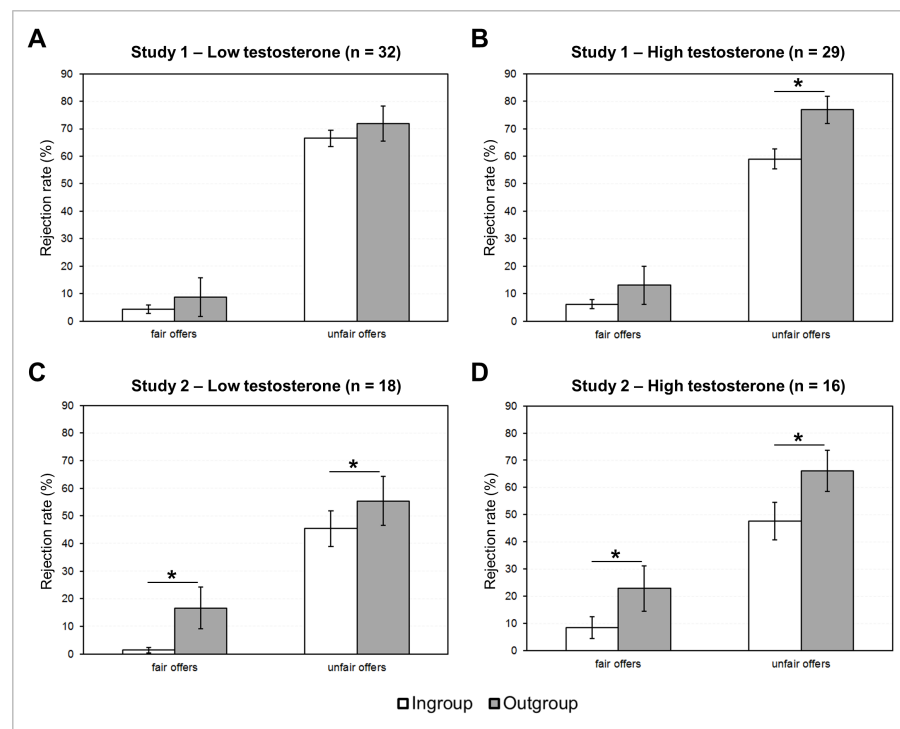 A
Study 1 – Low testosterone (n = 32)
Rejection rate (%)
90
80
70
60
50
40
30
20
10
0
fair offers
unfair offers
B
Study 1 – High testosterone (n = 29)
*
Rejection rate (%)
90
80
70
60
50
40
30
20
10
0
fair offers
unfair offers
C
Study 2 – Low testosterone (n = 18)
*
*
Rejection rate (%)
90
80
70
60
50
40
30
20
10
0
fair offers
unfair offers
D
Study 2 – High testosterone (n = 16)
*
*
Rejection rate (%)
90
80
70
60
50
40
30
20
10
0
fair offers
unfair offers
Ingroup Outgroup